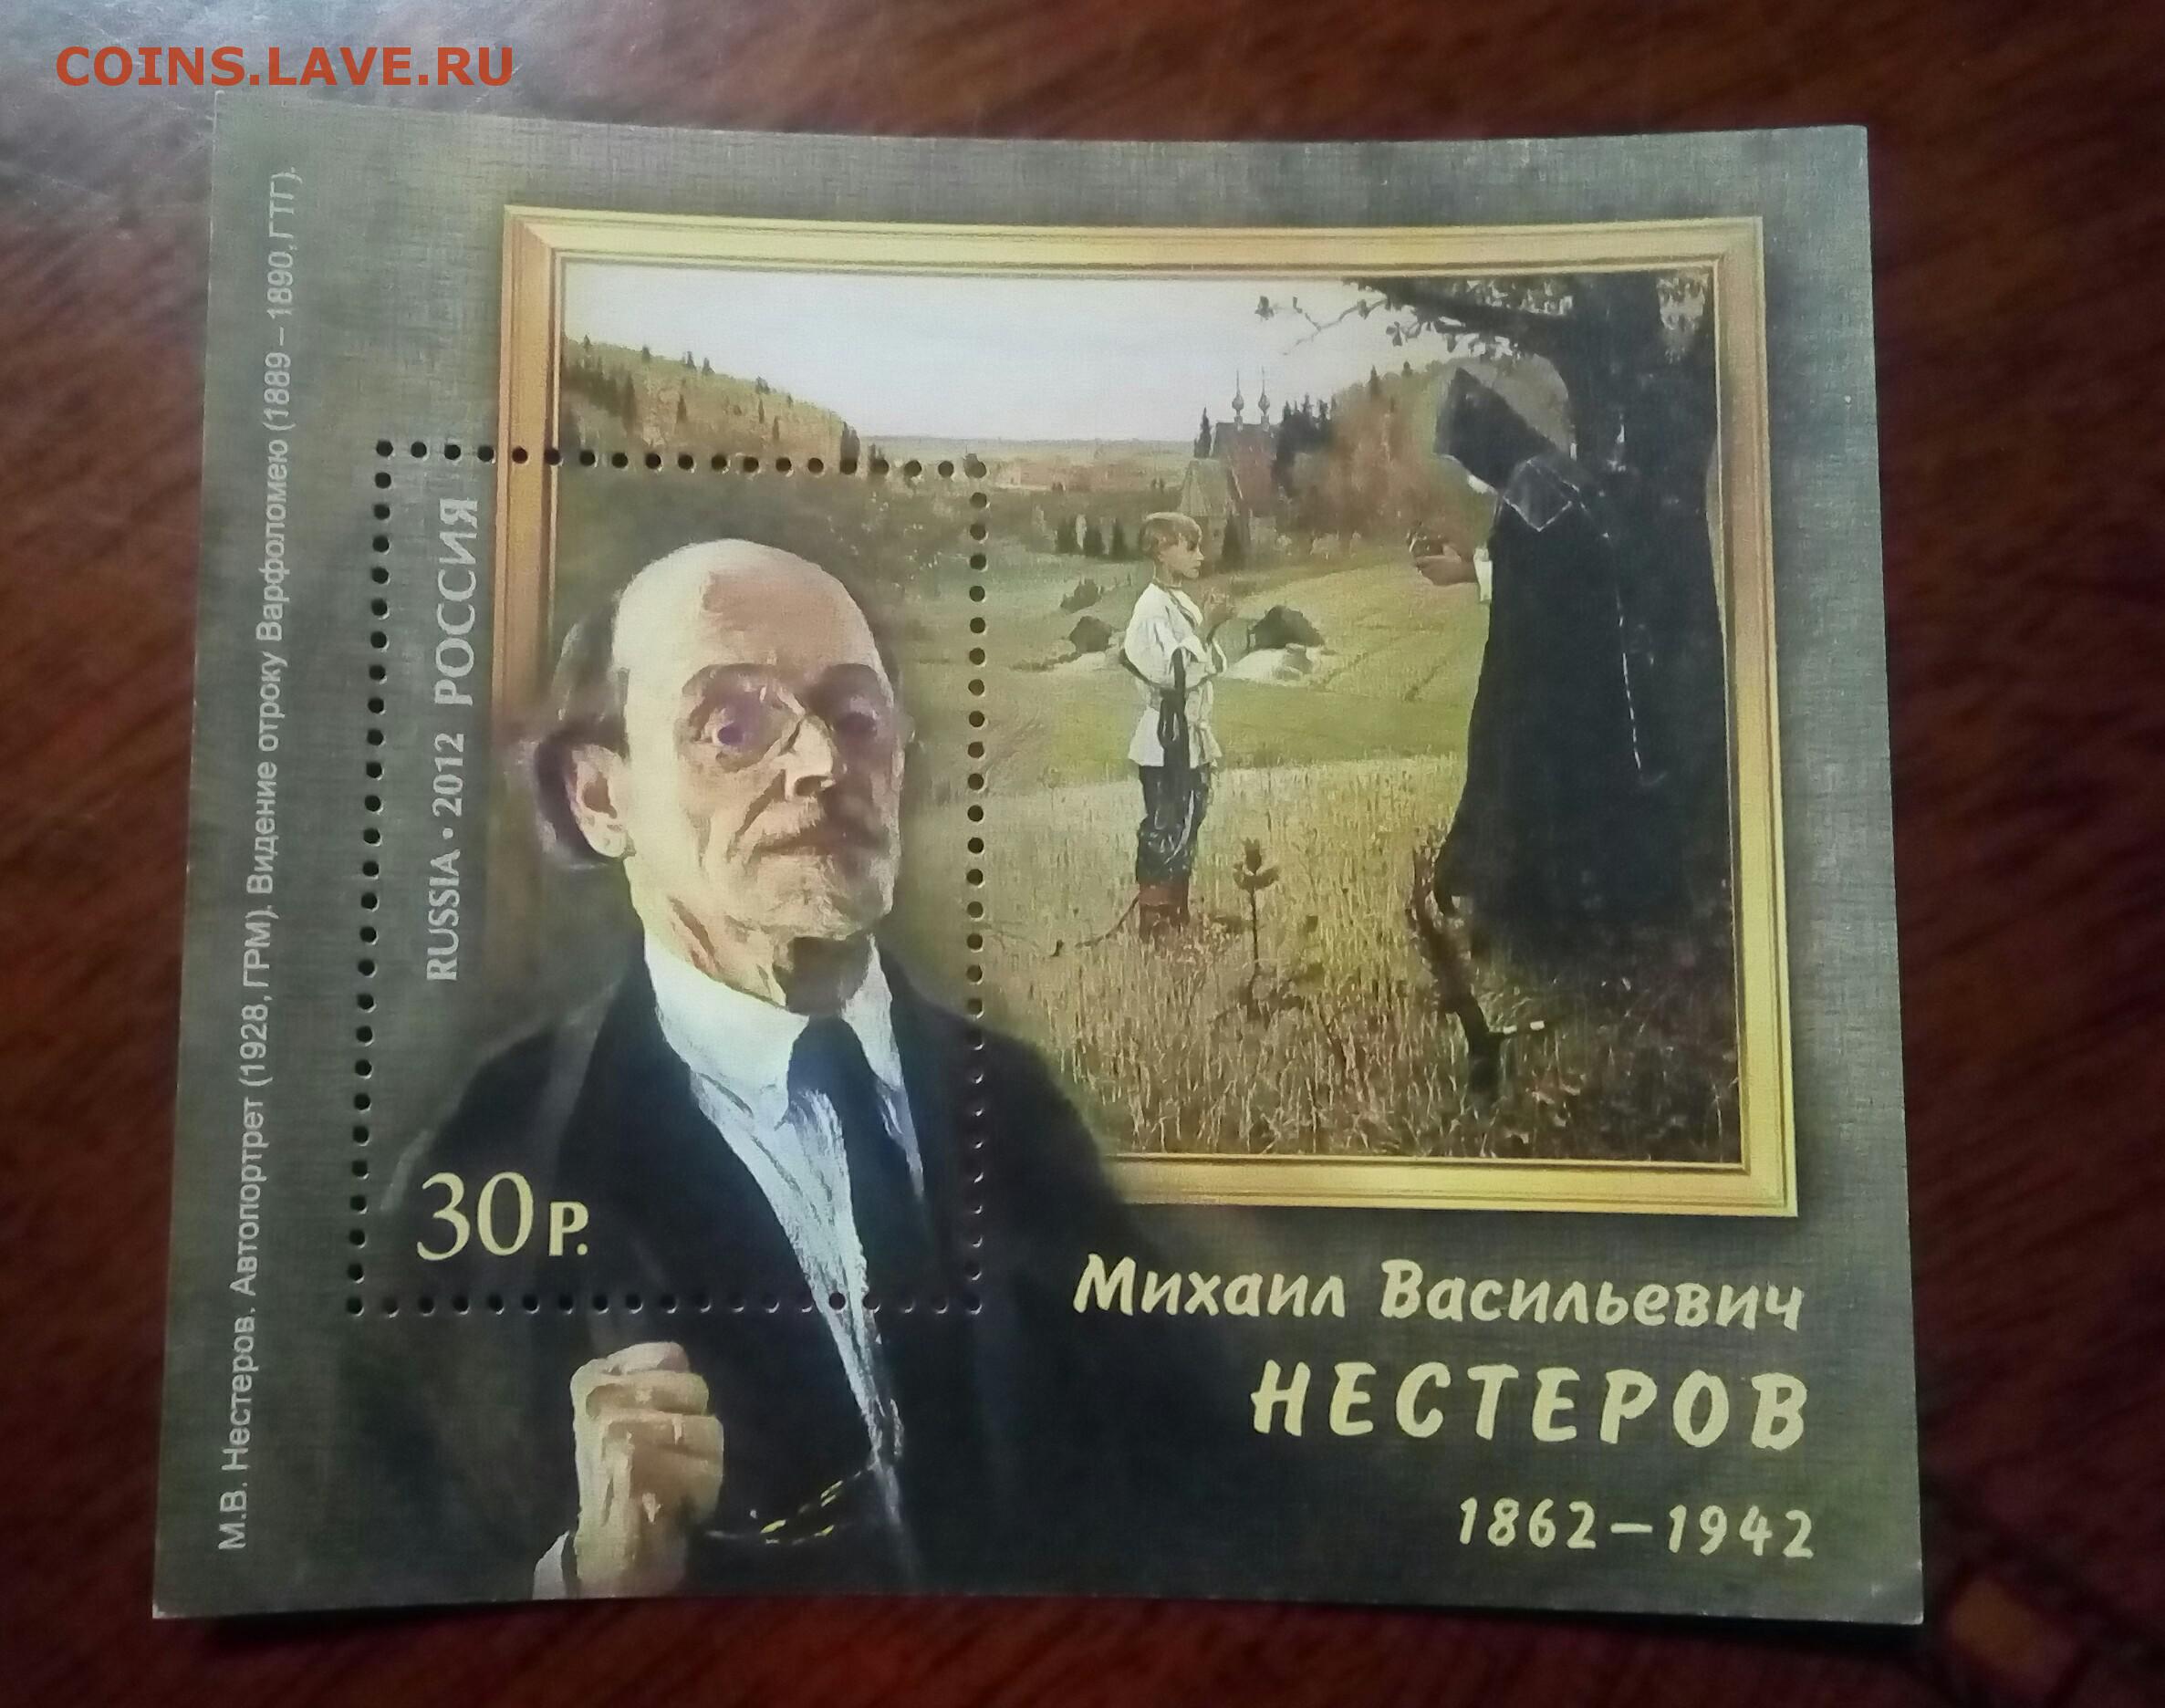 COINS.LAVE.RU
М.В. Нестеров. Автопортрет (1928, ГРМ). Видение отроку Варфоломею (1889 – 1890, ГТГ).
RUSSIA • 2012 РОССИЯ
30 Р.
Михаил Васильевич
НЕСТЕРОВ
1862–1942